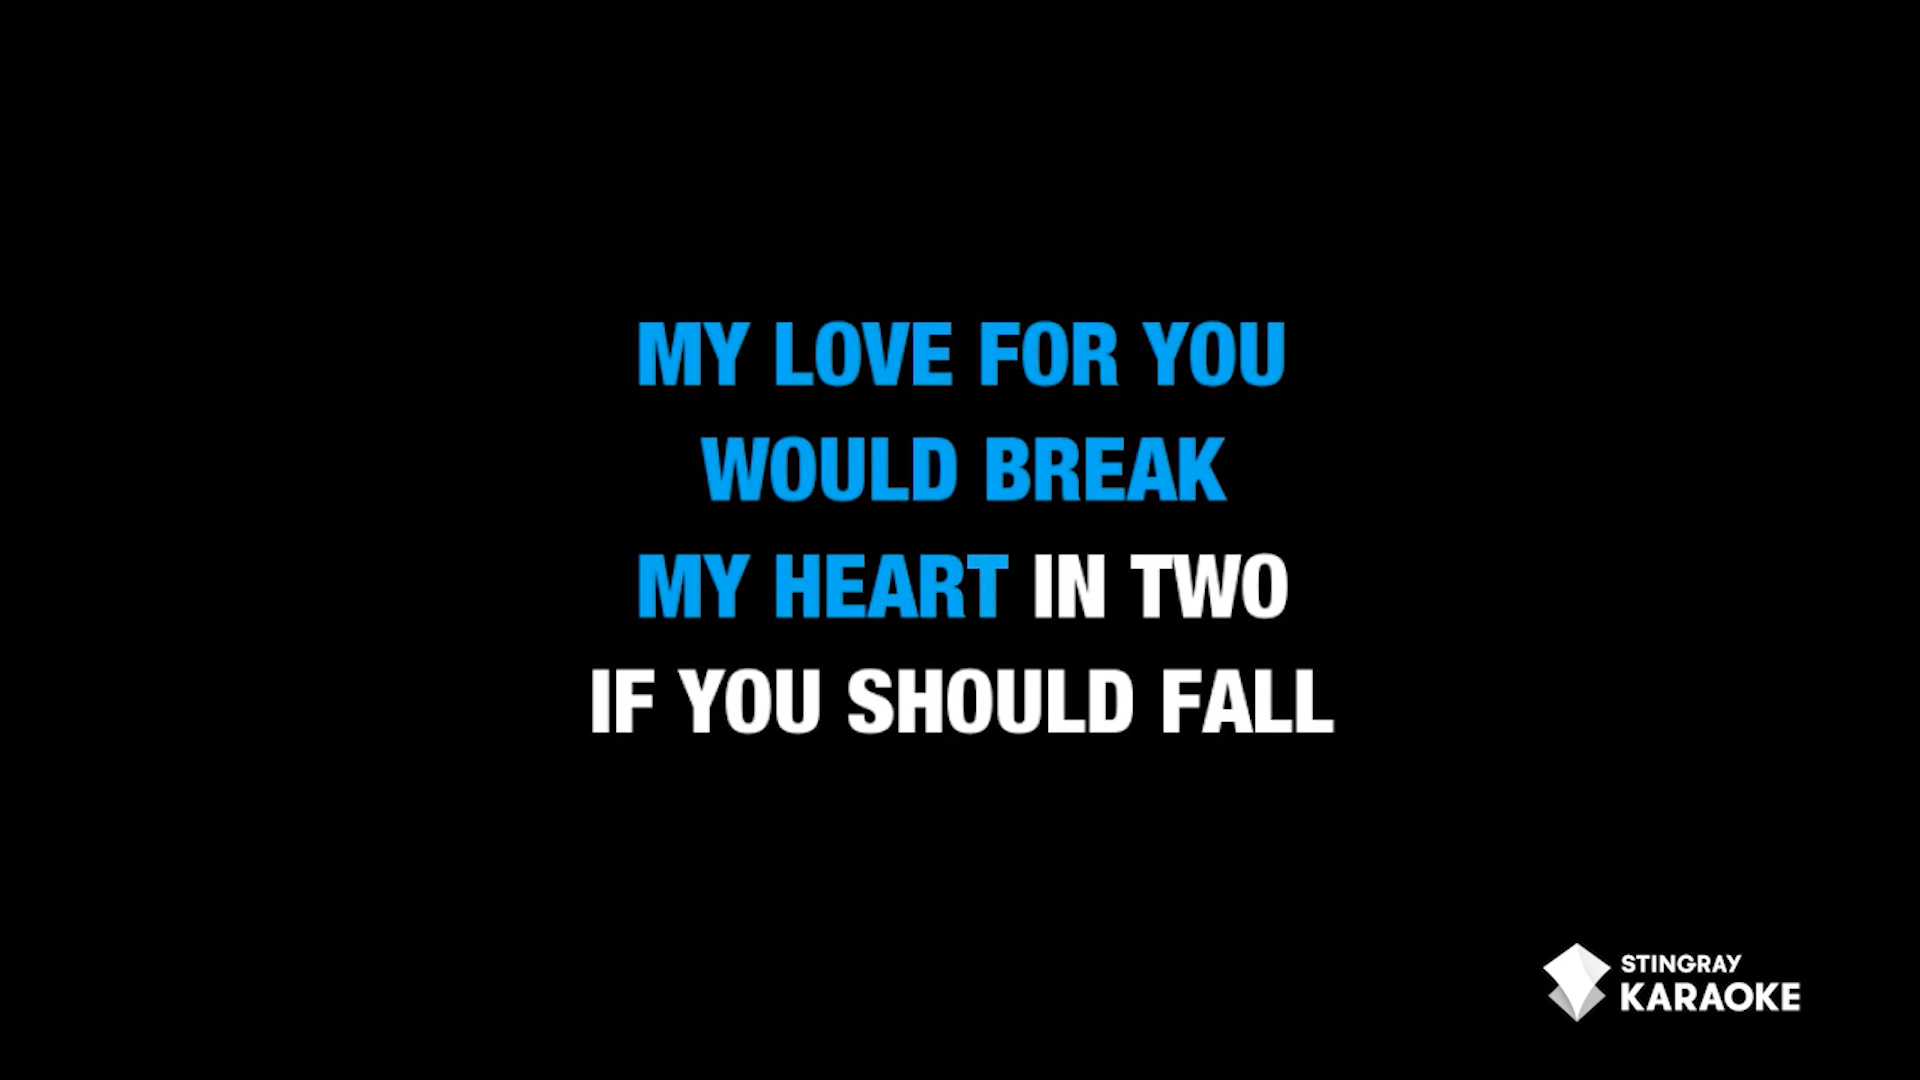 MY LOVE FOR YOU
WOULD BREAK
MY HEART IN TWO
IF YOU SHOULD FALL
STINGRAY
KARAOKE